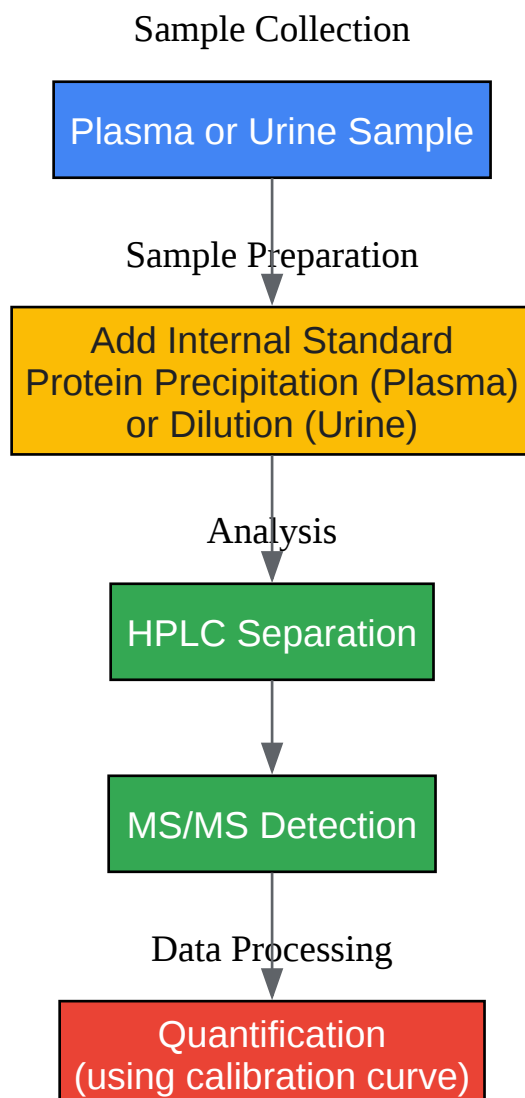 Sample Collection
Plasma or Urine Sample
Sample Preparation
Add Internal Standard
Protein Precipitation (Plasma)
or Dilution (Urine)
Analysis
HPLC Separation
MS/MS Detection
Data Processing
Quantification
(using calibration curve)